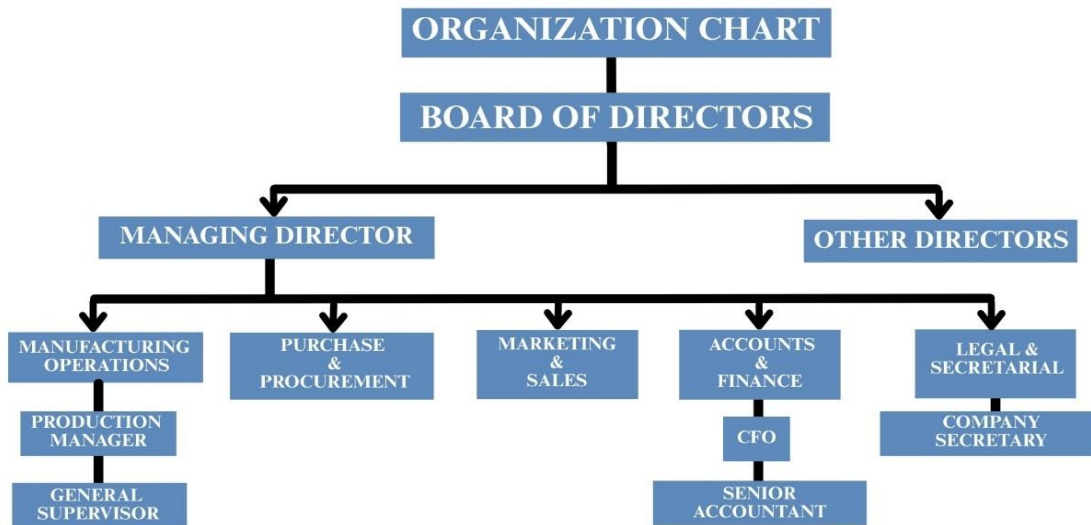 ORGANIZATION CHART
BOARD OF DIRECTORS
MANAGING DIRECTOR
OTHER DIRECTORS
MANUFACTURING
OPERATIONS
PURCHASE
&
PROCUREMENT
MARKETING
&
SALES
ACCOUNTS
&
FINANCE
LEGAL &
SECRETARIAL
PRODUCTION
MANAGER
CFO
COMPANY
SECRETARY
GENERAL
SUPERVISOR
SENIOR
ACCOUNTANT